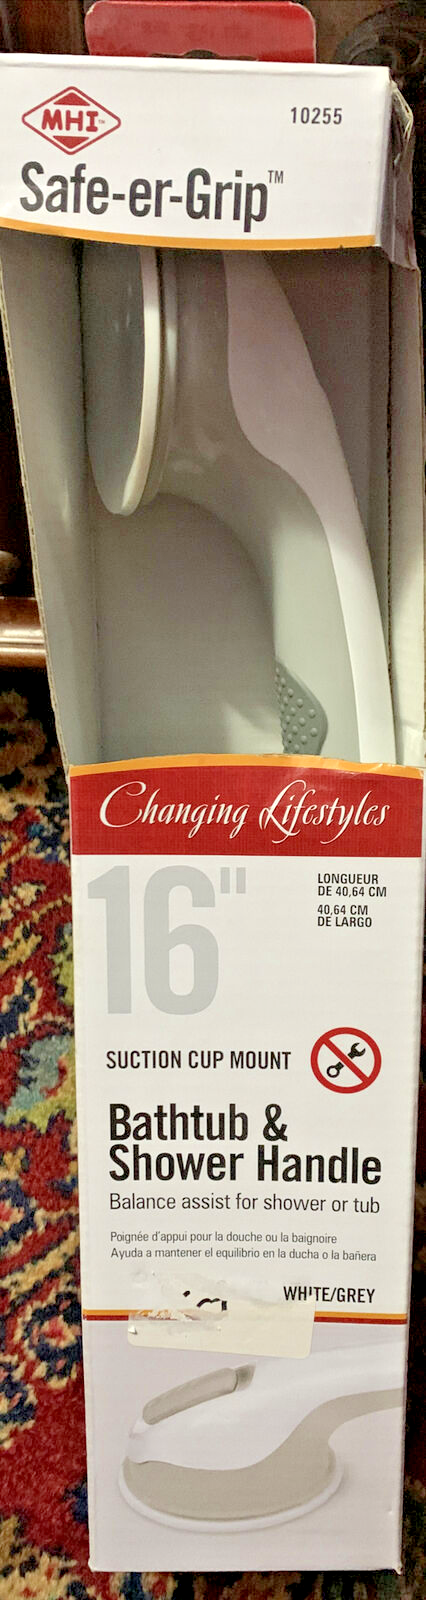 MHI™
10255
Safe-er-Grip™
Changing Lifestyles
16"
LONGUEUR
DE 40,64 CM
40,64 CM
DE LARGO
SUCTION CUP MOUNT
Bathtub &
Shower Handle
Balance assist for shower or tub
Poignée d'appui pour la douche ou la baignoire
Ayuda a mantener el equilibrio en la ducha o la bañera
WHITE/GREY